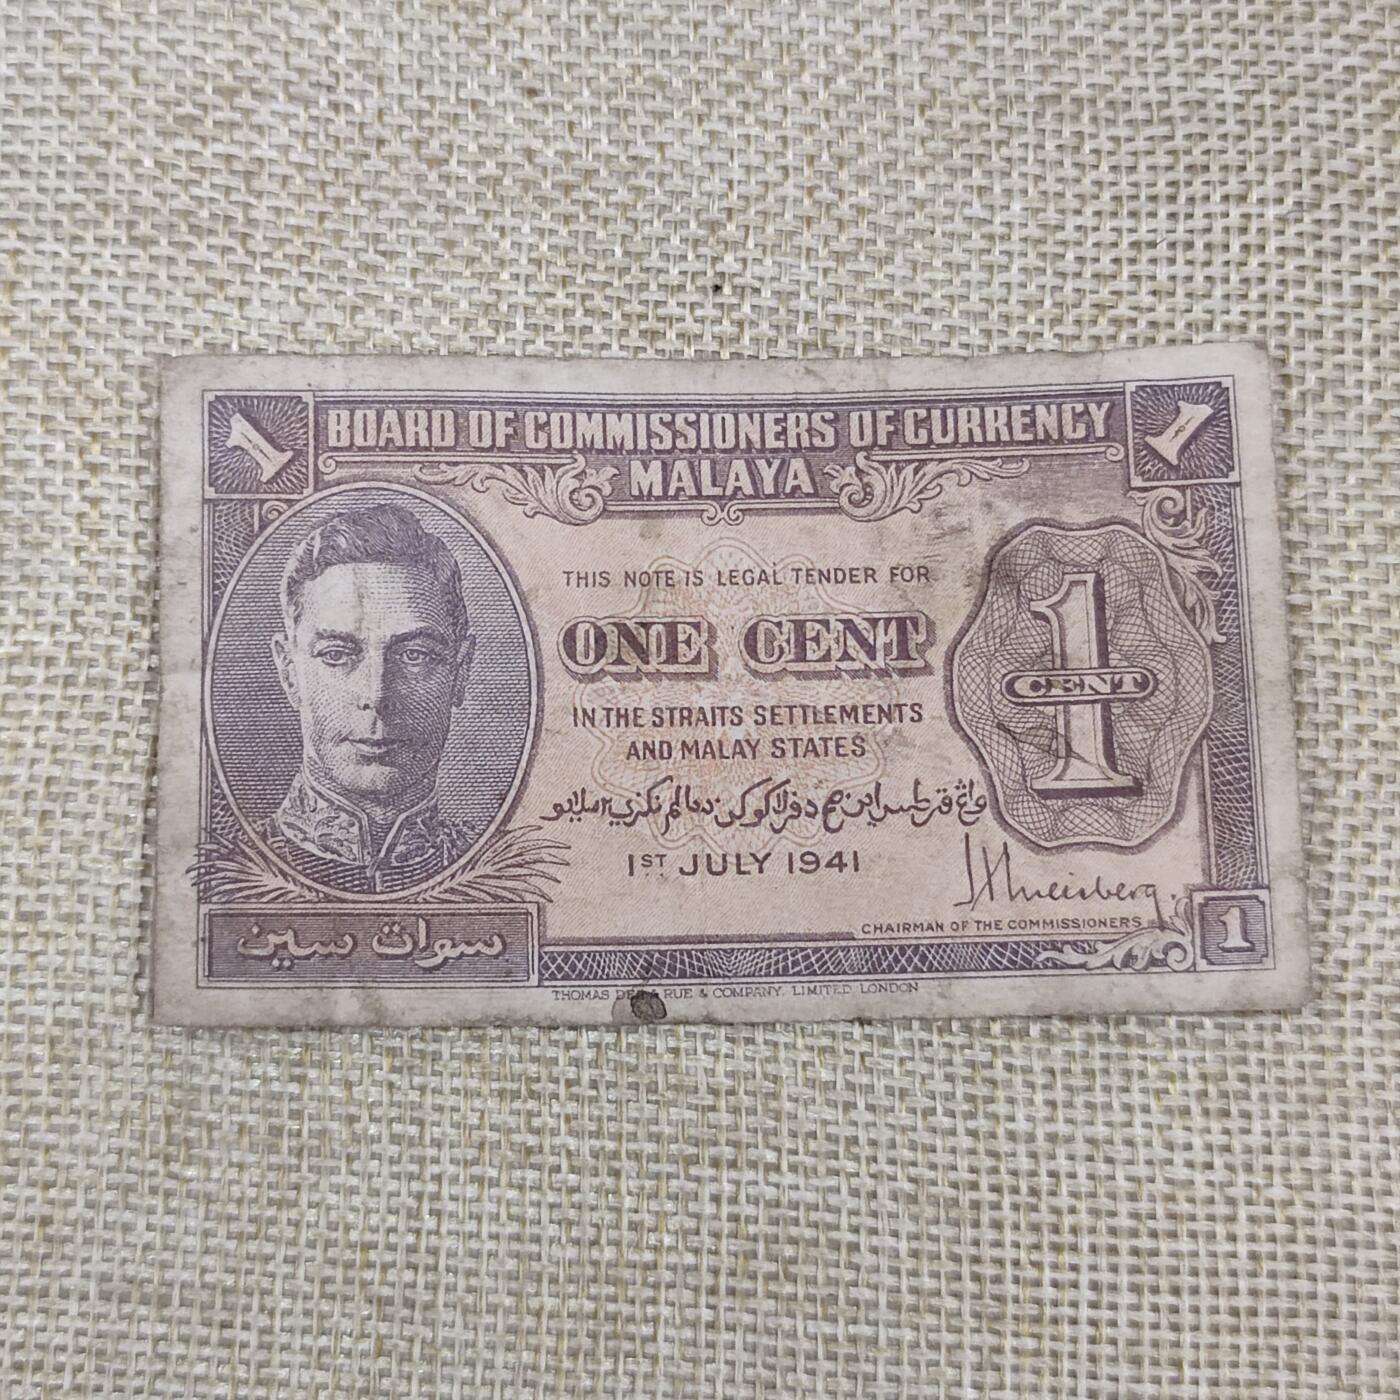 1
BOARD OF COMMISSIONERS OF CURRENCY
1
MALAYA
THIS NOTE IS LEGAL TENDER FOR
ONE CENT
1
CENT
IN THE STRAITS SETTLEMENTS
AND MALAY STATES
1ST JULY 1941
CHAIRMAN OF THE COMMISSIONERS
سوات سين
1
THOMAS DE LA RUE & COMPANY, LIMITED LONDON